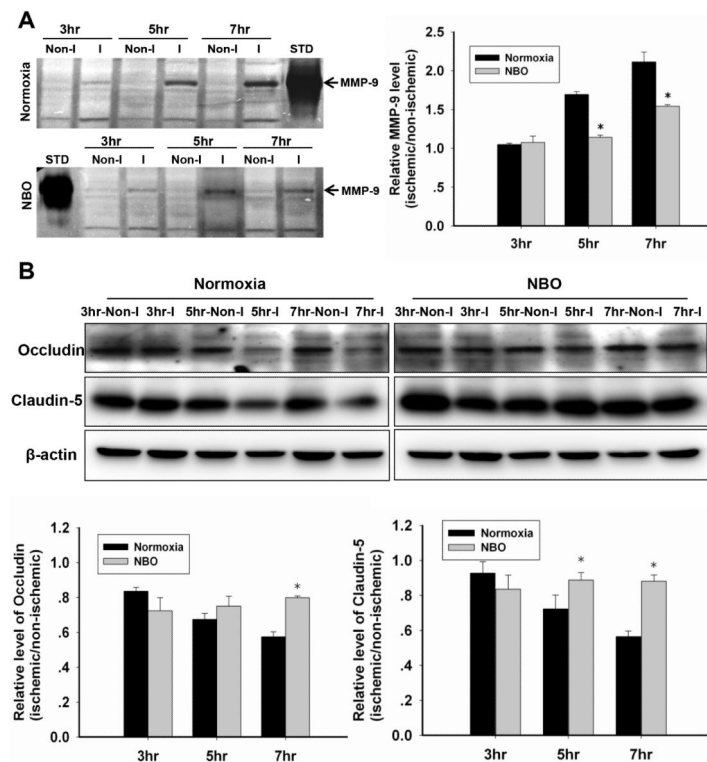 A
3hr 5hr 7hr
Non-I I Non-I I Non-I I STD
Normoxia
MMP-9
3hr 5hr 7hr
STD Non-I I Non-I I Non-I I
NBO
MMP-9
Relative MMP-9 level
(ischemic/non-ischemic)
2.5
2.0
1.5
1.0
.5
0.0
Normoxia
NBO
*
*
3hr 5hr 7hr
B
Normoxia NBO
3hr-Non-I 3hr-I 5hr-Non-I 5hr-I 7hr-Non-I 7hr-I 3hr-Non-I 3hr-I 5hr-Non-I 5hr-I 7hr-Non-I 7hr-I
Occludin
Claudin-5
β-actin
Relative level of Occludin
(ischemic/non-ischemic)
1.2
1.0
.8
.6
.4
.2
0.0
Normoxia
NBO
*
3hr 5hr 7hr
Relative level of Claudin-5
(ischemic/non-ischemic)
1.2
1.0
.8
.6
.4
.2
0.0
Normoxia
NBO
*
*
3hr 5hr 7hr